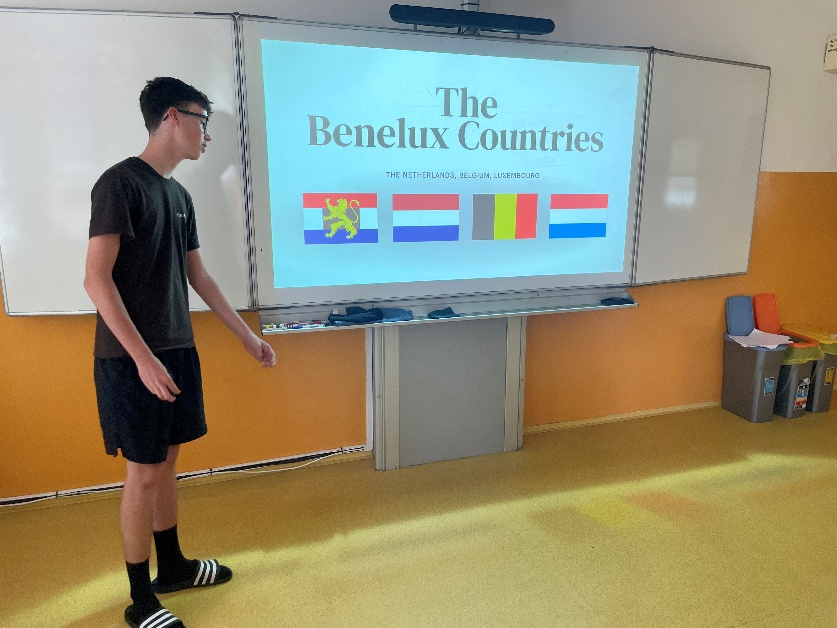 The
Benelux Countries
THE NETHERLANDS, BELGIUM, LUXEMBOURG